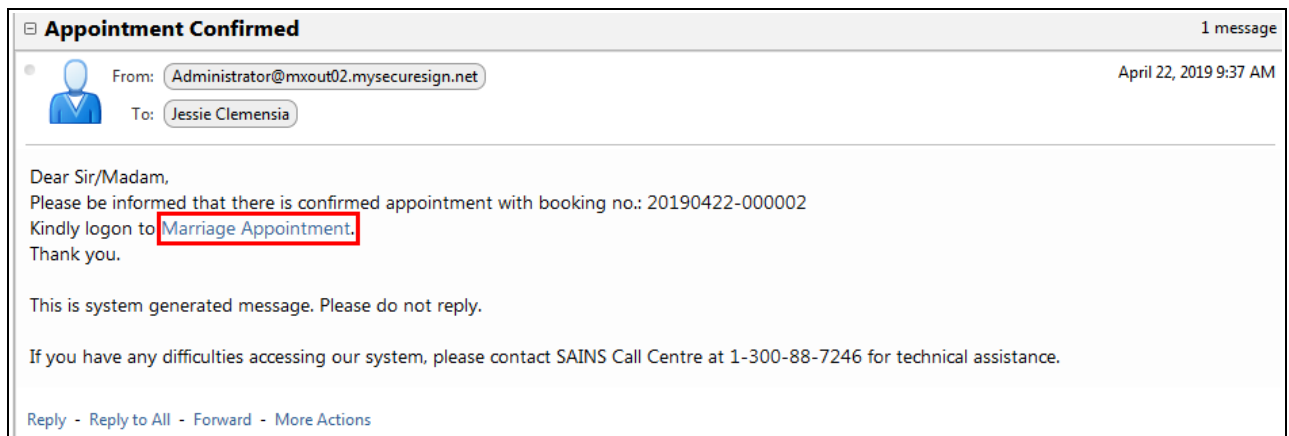 Appointment Confirmed 1 message
From: Administrator@mxout02.mysecuresign.net April 22, 2019 9:37 AM
To: Jessie Clemensia
Dear Sir/Madam,
Please be informed that there is confirmed appointment with booking no.: 20190422-000002
Kindly logon to Marriage Appointment.
Thank you.
This is system generated message. Please do not reply.
If you have any difficulties accessing our system, please contact SAINS Call Centre at 1-300-88-7246 for technical assistance.
Reply - Reply to All - Forward - More Actions